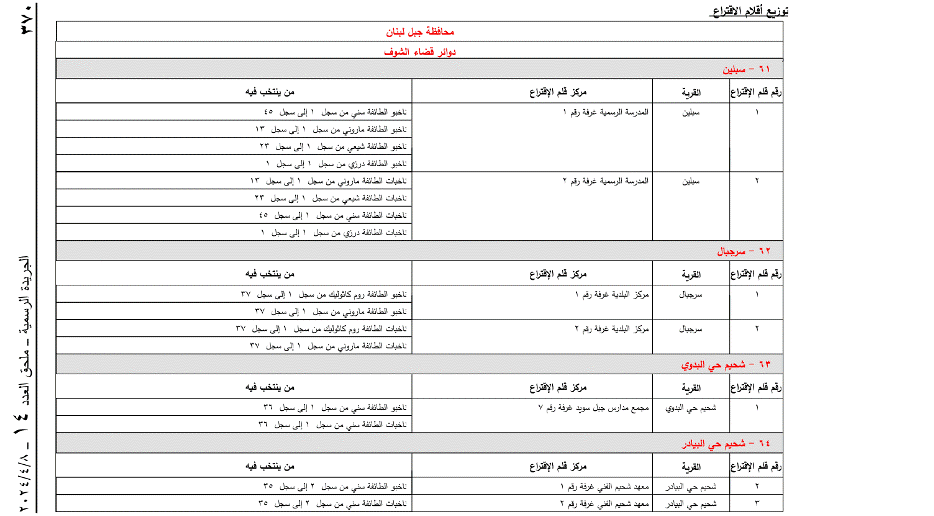 توزيع أقلام الاقتراع
محافظة جبل لبنان
دوائر قضاء الشوف
٦١ - سبلين
رقم قلم الإقتراع القرية مركز قلم الإقتراع من ينتخب فيه
١ سبلين المدرسة الرسمية غرفة رقم ١ ناخبو الطائفة سني من سجل ١ إلى سجل ٤٥
ناخبو الطائفة ماروني من سجل ١ إلى سجل ١٣
ناخبو الطائفة شيعي من سجل ١ إلى سجل ٢٣
ناخبو الطائفة درزي من سجل ١ إلى سجل ١
٢ سبلين المدرسة الرسمية غرفة رقم ٢ ناخبات الطائفة ماروني من سجل ١ إلى سجل ١٣
ناخبات الطائفة شيعي من سجل ١ إلى سجل ٢٣
ناخبات الطائفة سني من سجل ١ إلى سجل ٤٥
ناخبات الطائفة درزي من سجل ١ إلى سجل ١
٦٢ - سرجبال
رقم قلم الإقتراع القرية مركز قلم الإقتراع من ينتخب فيه
١ سرجبال مركز البلدية غرفة رقم ١ ناخبو الطائفة روم كاثوليك من سجل ١ إلى سجل ٣٧
ناخبو الطائفة ماروني من سجل ١ إلى سجل ٣٧
٢ سرجبال مركز البلدية غرفة رقم ٢ ناخبات الطائفة روم كاثوليك من سجل ١ إلى سجل ٣٧
ناخبات الطائفة ماروني من سجل ١ إلى سجل ٣٧
٦٣ - شحيم حي البدوي
رقم قلم الإقتراع القرية مركز قلم الإقتراع من ينتخب فيه
١ شحيم حي البدوي مجمع مدارس جبل سويد غرفة رقم ٧ ناخبو الطائفة سني من سجل ١ إلى سجل ٣٦
ناخبات الطائفة سني من سجل ١ إلى سجل ٣٦
٦٤ - شحيم حي البيادر
رقم قلم الإقتراع القرية مركز قلم الإقتراع من ينتخب فيه
٢ شحيم حي البيادر معهد شحيم الفني غرفة رقم ١ ناخبو الطائفة سني من سجل ٢ إلى سجل ٣٥
٣ شحيم حي البيادر معهد شحيم الفني غرفة رقم ٢ ناخبات الطائفة سني من سجل ٢ إلى سجل ٣٥
٣٧٠
الجريدة الرسمية – ملحق العدد ١٤ – ٢٠٢٤/٤/٨